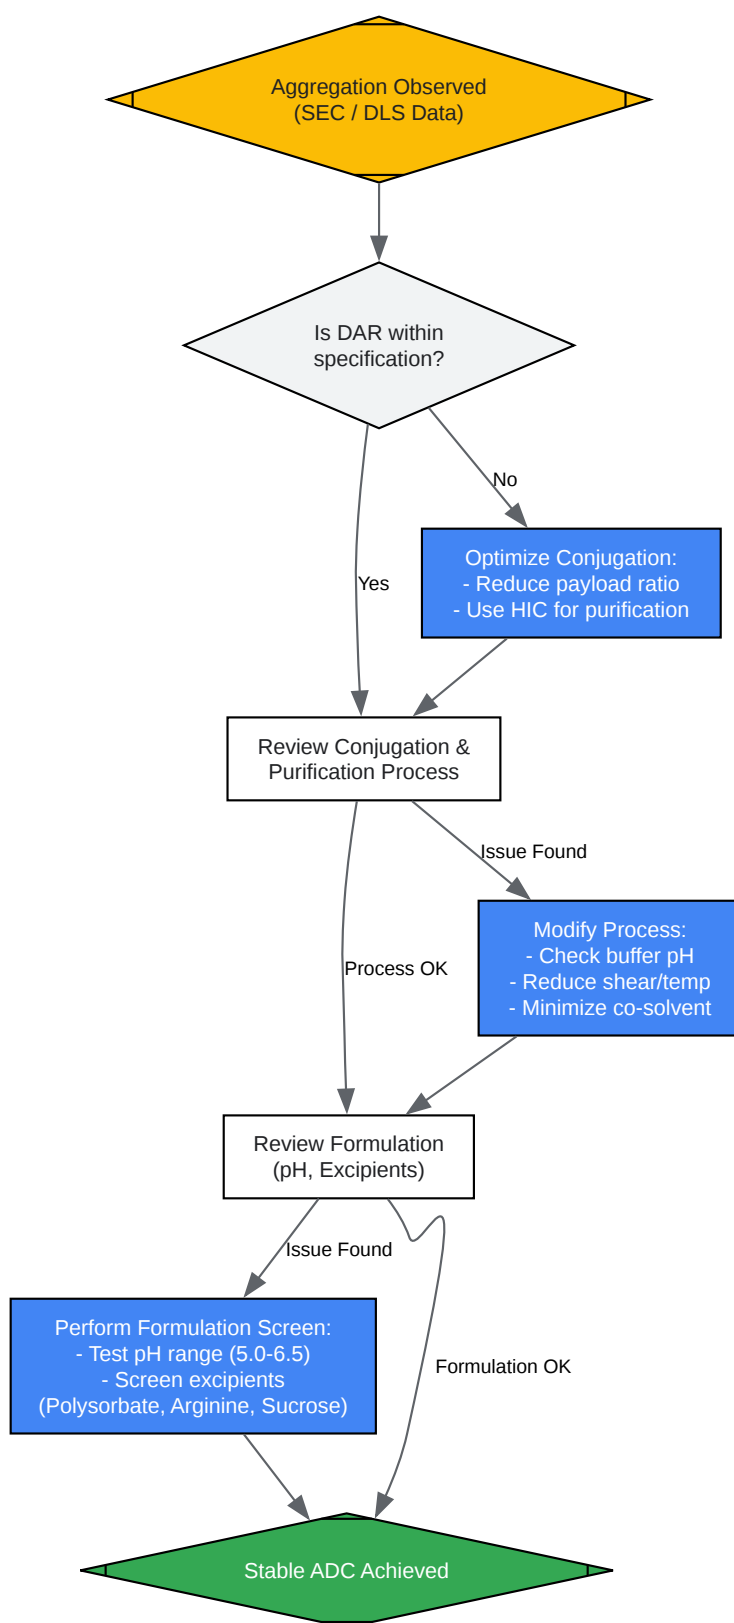 Aggregation Observed
(SEC / DLS Data)
Is DAR within
specification?
No
Optimize Conjugation:
- Reduce payload ratio
- Use HIC for purification
Yes
Review Conjugation &
Purification Process
Issue Found
Modify Process:
- Check buffer pH
- Reduce shear/temp
- Minimize co-solvent
Process OK
Review Formulation
(pH, Excipients)
Issue Found
Perform Formulation Screen:
- Test pH range (5.0-6.5)
- Screen excipients
(Polysorbate, Arginine, Sucrose)
Formulation OK
Stable ADC Achieved